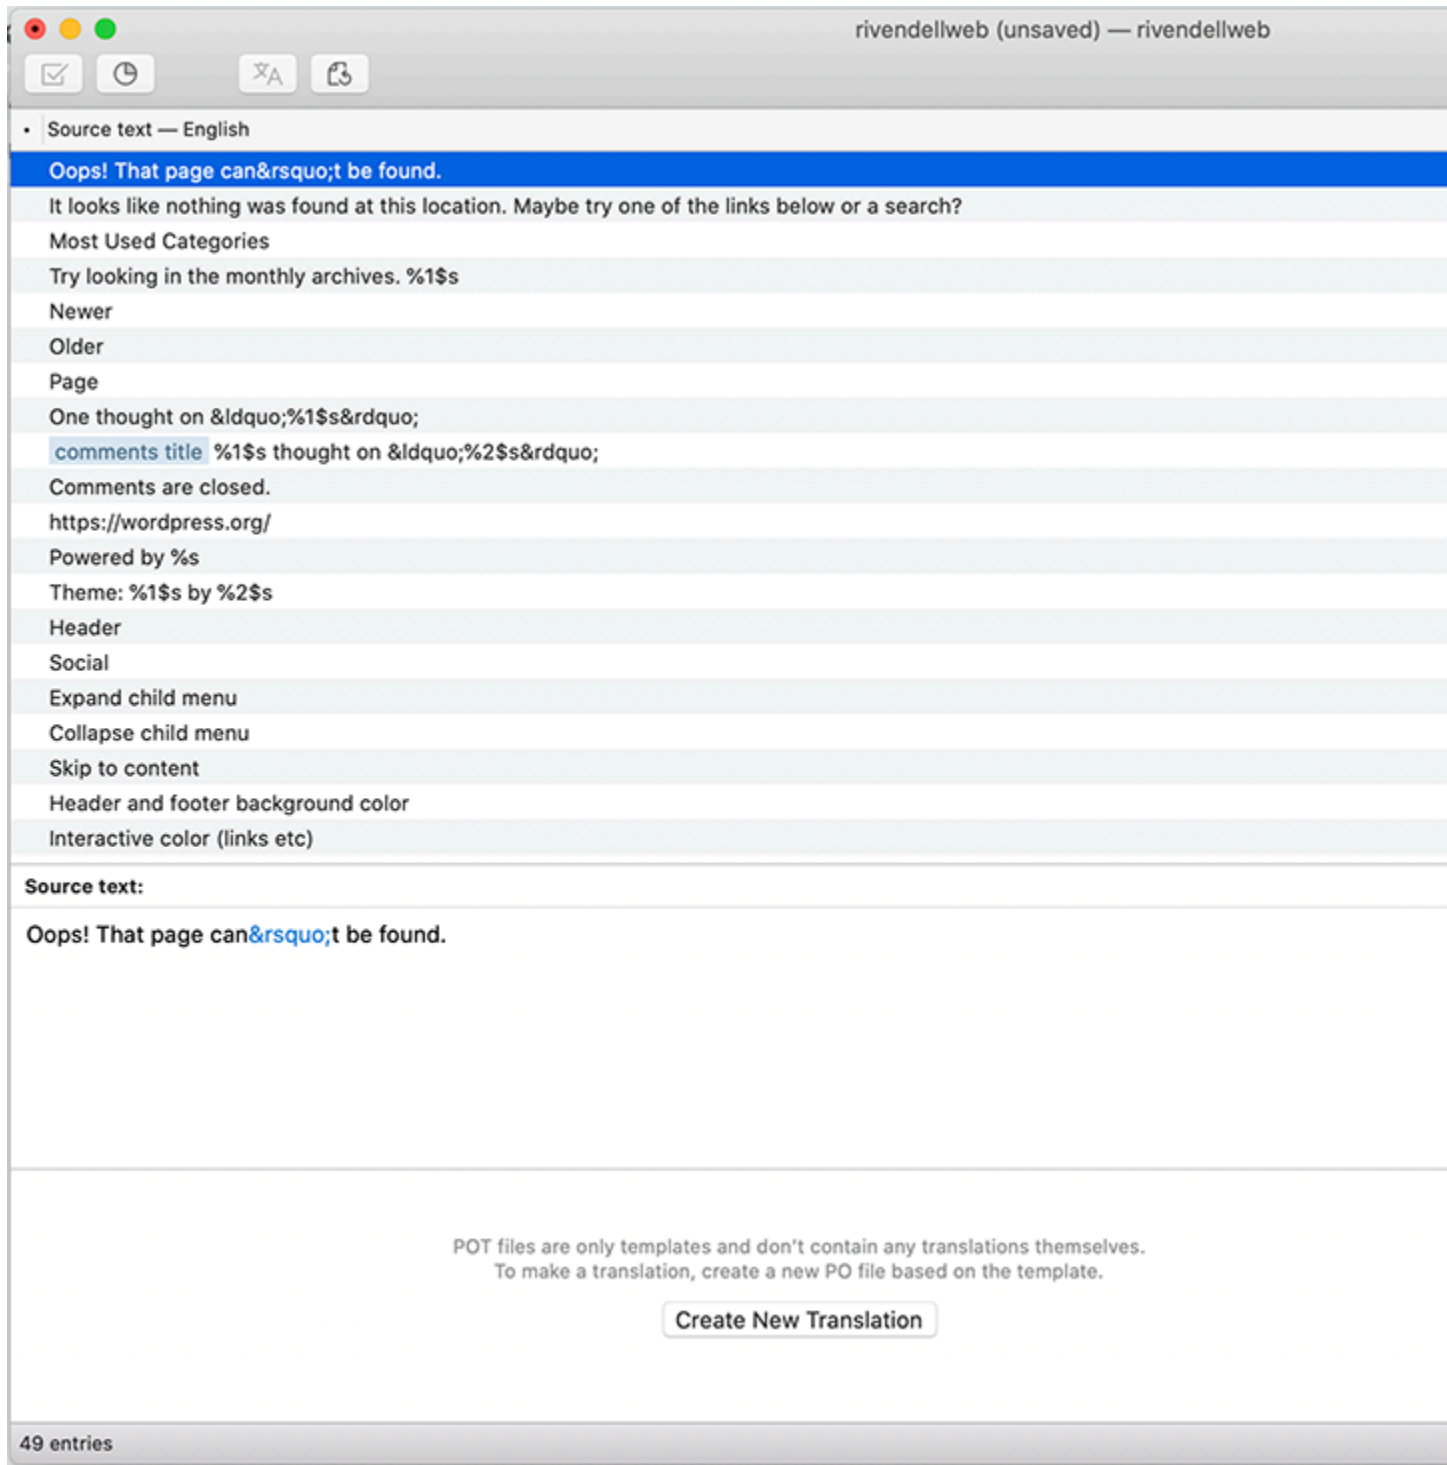 rivendellweb (unsaved) — rivendellweb
• Source text — English
Oops! That page can&rsquo;t be found.
It looks like nothing was found at this location. Maybe try one of the links below or a search?
Most Used Categories
Try looking in the monthly archives. %1$s
Newer
Older
Page
One thought on &ldquo;%1$s&rdquo;
comments title %1$s thought on &ldquo;%2$s&rdquo;
Comments are closed.
https://wordpress.org/
Powered by %s
Theme: %1$s by %2$s
Header
Social
Expand child menu
Collapse child menu
Skip to content
Header and footer background color
Interactive color (links etc)
Source text:
Oops! That page can&rsquo;t be found.
POT files are only templates and don’t contain any translations themselves.
To make a translation, create a new PO file based on the template.
Create New Translation
49 entries